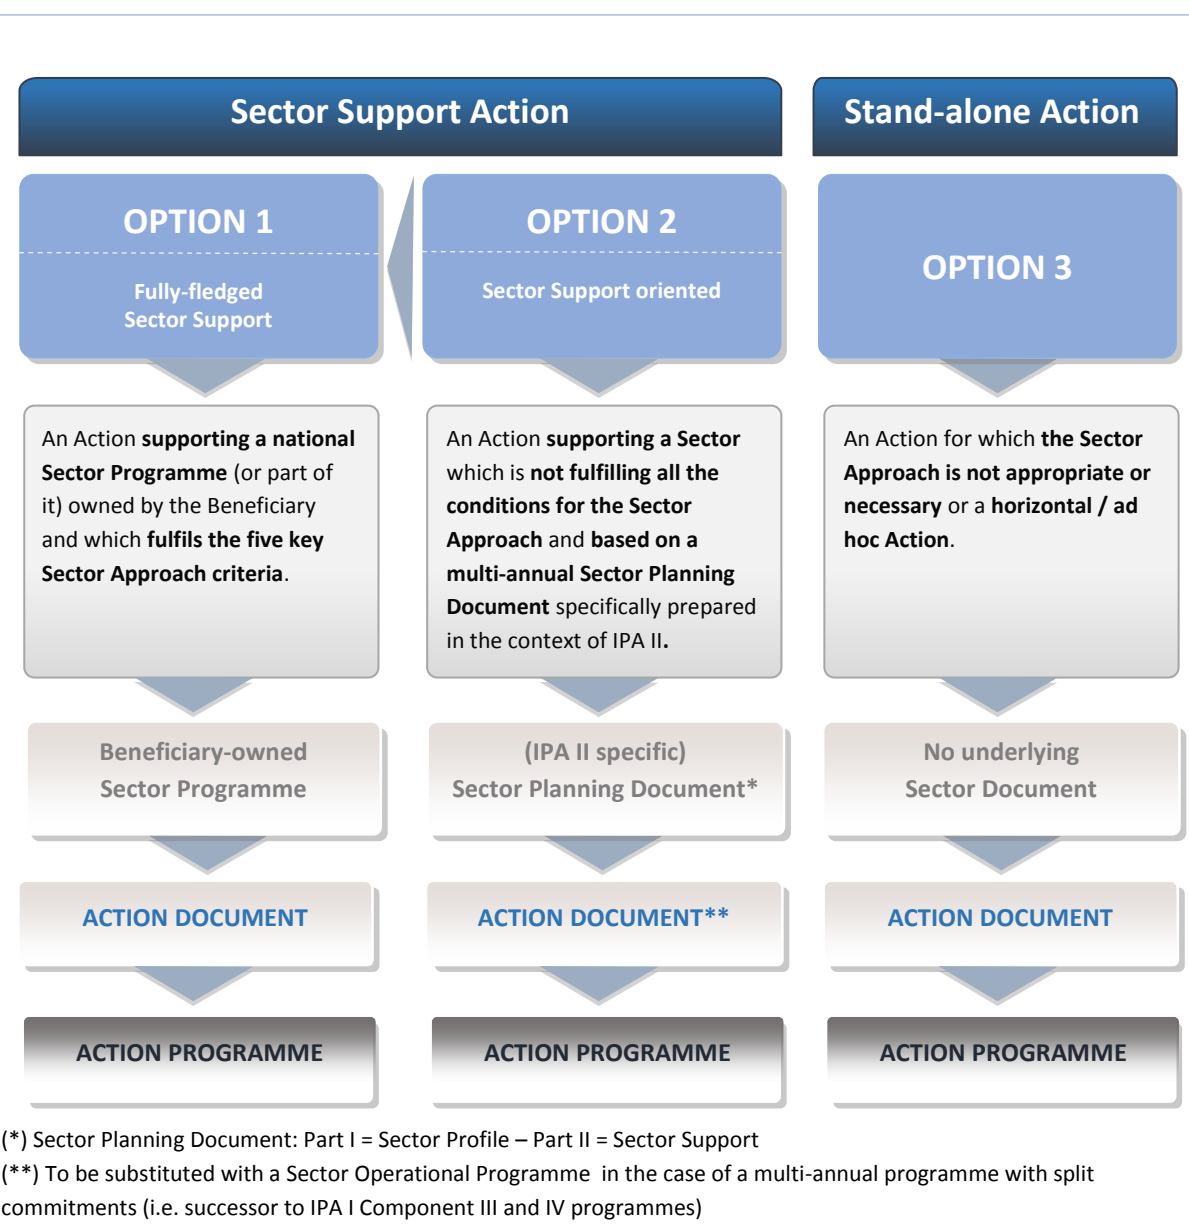 Sector Support Action
Stand-alone Action
OPTION 1
Fully-fledged
Sector Support
OPTION 2
Sector Support oriented
OPTION 3
An Action supporting a national
Sector Programme (or part of
it) owned by the Beneficiary
and which fulfils the five key
Sector Approach criteria.
An Action supporting a Sector
which is not fulfilling all the
conditions for the Sector
Approach and based on a
multi-annual Sector Planning
Document specifically prepared
in the context of IPA II.
An Action for which the Sector
Approach is not appropriate or
necessary or a horizontal / ad
hoc Action.
Beneficiary-owned
Sector Programme
(IPA II specific)
Sector Planning Document*
No underlying
Sector Document
ACTION DOCUMENT
ACTION DOCUMENT**
ACTION DOCUMENT
ACTION PROGRAMME
ACTION PROGRAMME
ACTION PROGRAMME
(*) Sector Planning Document: Part I = Sector Profile – Part II = Sector Support
(**) To be substituted with a Sector Operational Programme in the case of a multi-annual programme with split
commitments (i.e. successor to IPA I Component III and IV programmes)